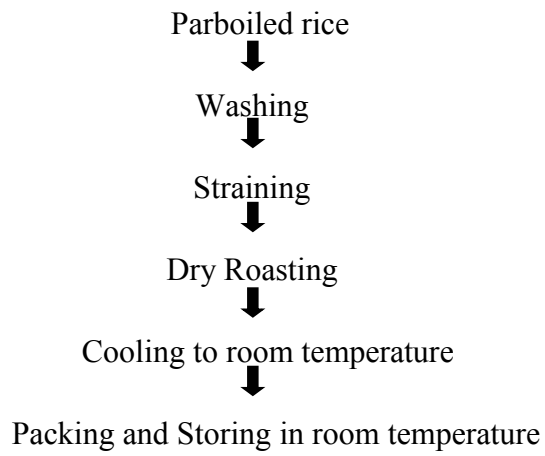 Parboiled rice
Washing
Straining
Dry Roasting
Cooling to room temperature
Packing and Storing in room temperature